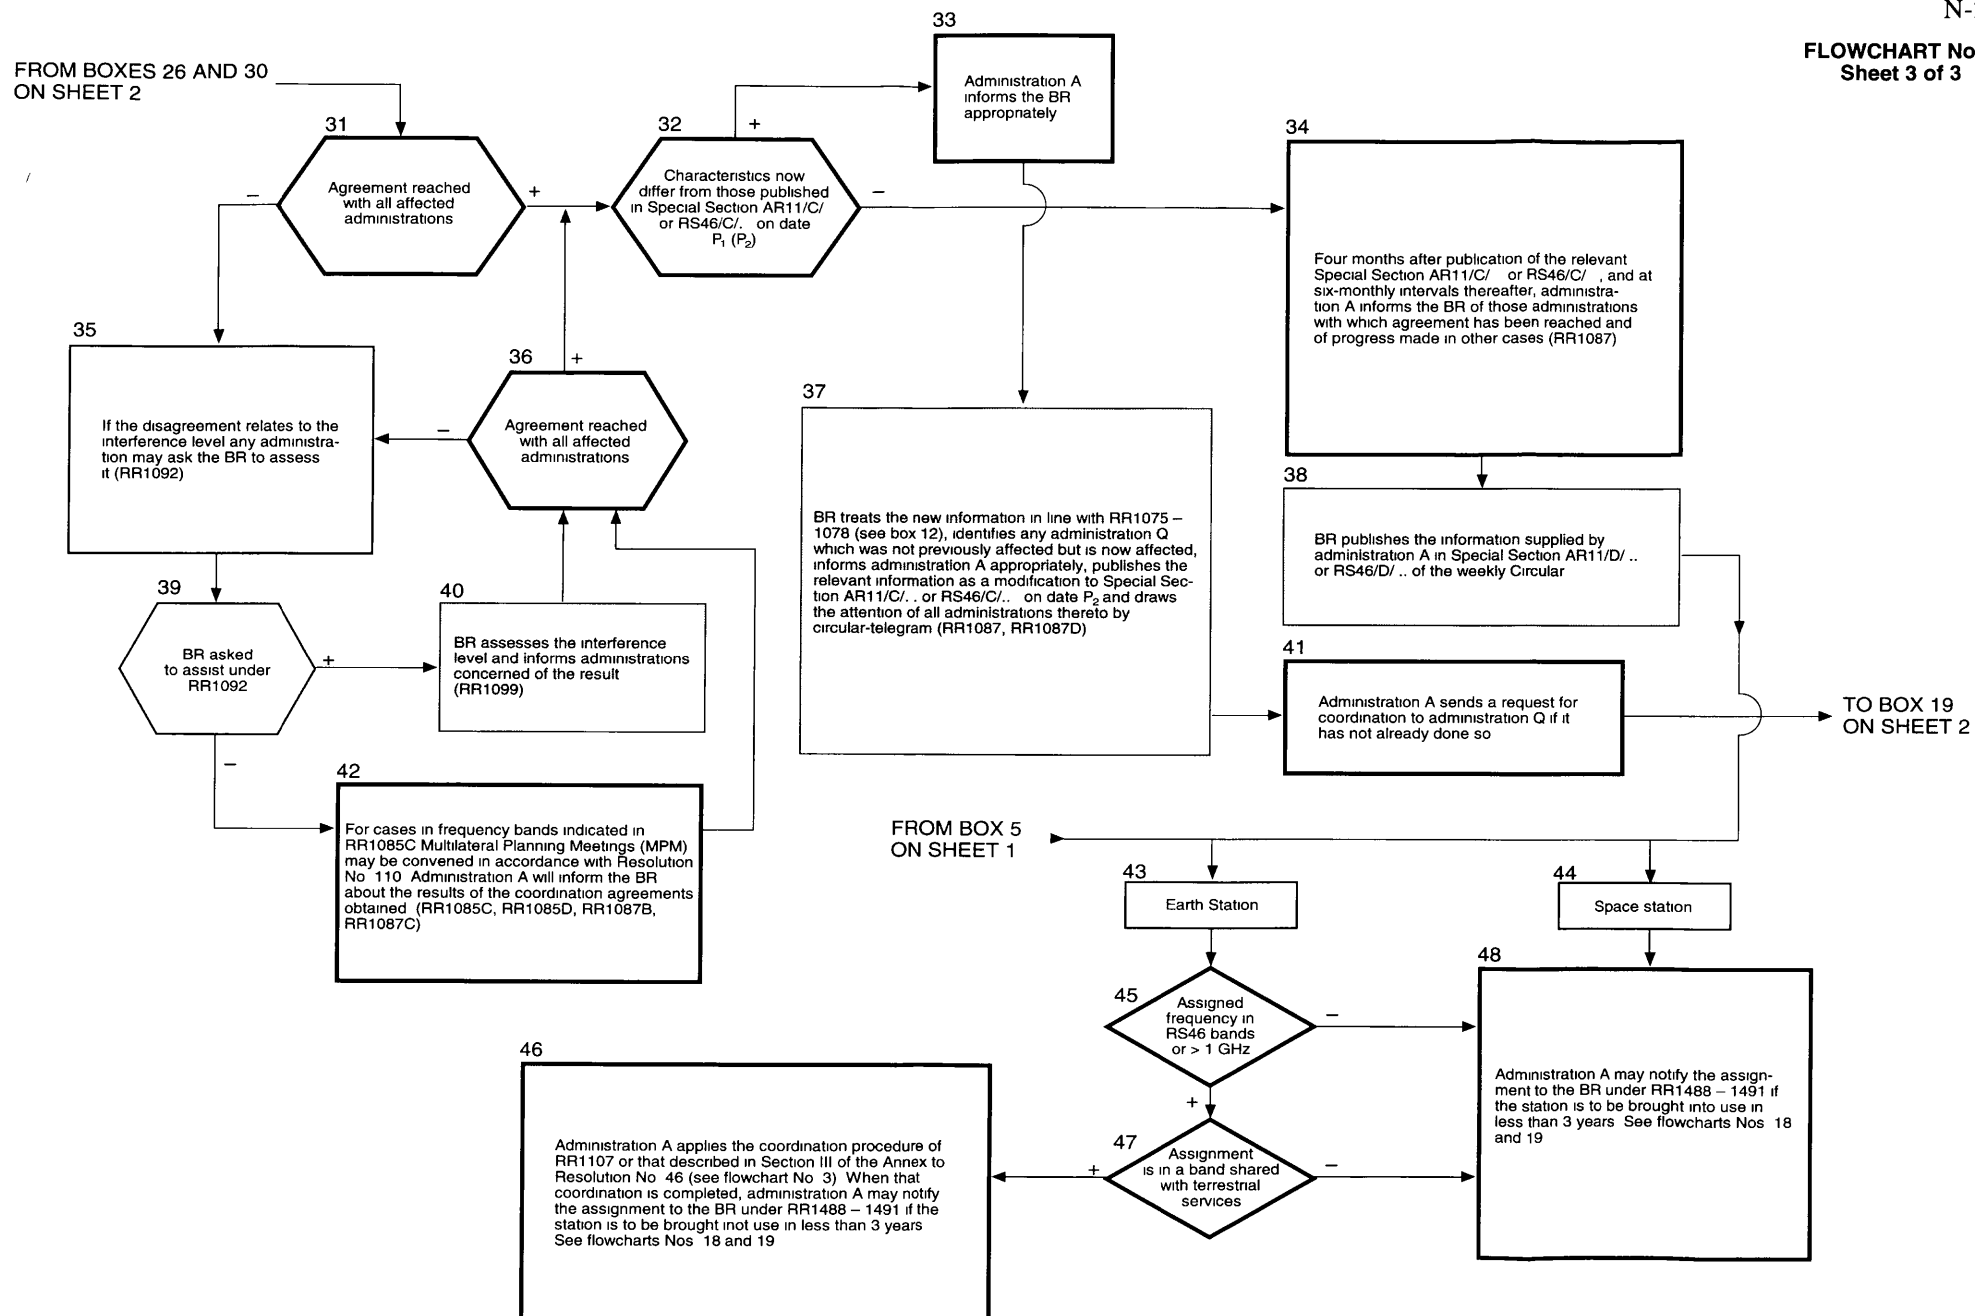 N-
FLOWCHART No
Sheet 3 of 3
FROM BOXES 26 AND 30
ON SHEET 2
31
Agreement reached
with all affected
administrations
−
+
32
Characteristics now
differ from those published
in Special Section AR11/C/
or RS46/C/. on date
P₁ (P₂)
+
−
33
Administration A
informs the BR
appropriately
34
Four months after publication of the relevant
Special Section AR11/C/ or RS46/C/ , and at
six-monthly intervals thereafter, administra-
tion A informs the BR of those administrations
with which agreement has been reached and
of progress made in other cases (RR1087)
35
If the disagreement relates to the
interference level any administra-
tion may ask the BR to assess
it (RR1092)
36
Agreement reached
with all affected
administrations
+
−
37
BR treats the new information in line with RR1075 –
1078 (see box 12), identifies any administration Q
which was not previously affected but is now affected,
informs administration A appropriately, publishes the
relevant information as a modification to Special Sec-
tion AR11/C/. . or RS46/C/.. on date P₂ and draws
the attention of all administrations thereto by
circular-telegram (RR1087, RR1087D)
38
BR publishes the information supplied by
administration A in Special Section AR11/D/ ..
or RS46/D/ .. of the weekly Circular
39
BR asked
to assist under
RR1092
+
−
40
BR assesses the interference
level and informs administrations
concerned of the result
(RR1099)
41
Administration A sends a request for
coordination to administration Q if it
has not already done so
TO BOX 19
ON SHEET 2
42
For cases in frequency bands indicated in
RR1085C Multilateral Planning Meetings (MPM)
may be convened in accordance with Resolution
No 110 Administration A will inform the BR
about the results of the coordination agreements
obtained (RR1085C, RR1085D, RR1087B,
RR1087C)
FROM BOX 5
ON SHEET 1
43
Earth Station
44
Space station
45
Assigned
frequency in
RS46 bands
or > 1 GHz
−
+
46
Administration A applies the coordination procedure of
RR1107 or that described in Section III of the Annex to
Resolution No 46 (see flowchart No 3) When that
coordination is completed, administration A may notify
the assignment to the BR under RR1488 – 1491 if the
station is to be brought inot use in less than 3 years
See flowcharts Nos 18 and 19
47
Assignment
is in a band shared
with terrestrial
services
+
−
48
Administration A may notify the assign-
ment to the BR under RR1488 – 1491 if
the station is to be brought into use in
less than 3 years See flowcharts Nos 18
and 19